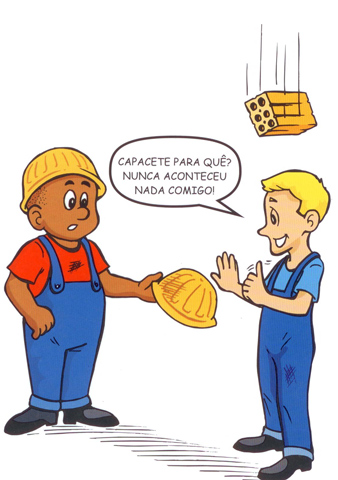 CAPACETE PARA QUÊ?
NUNCA ACONTECEU
NADA COMIGO!